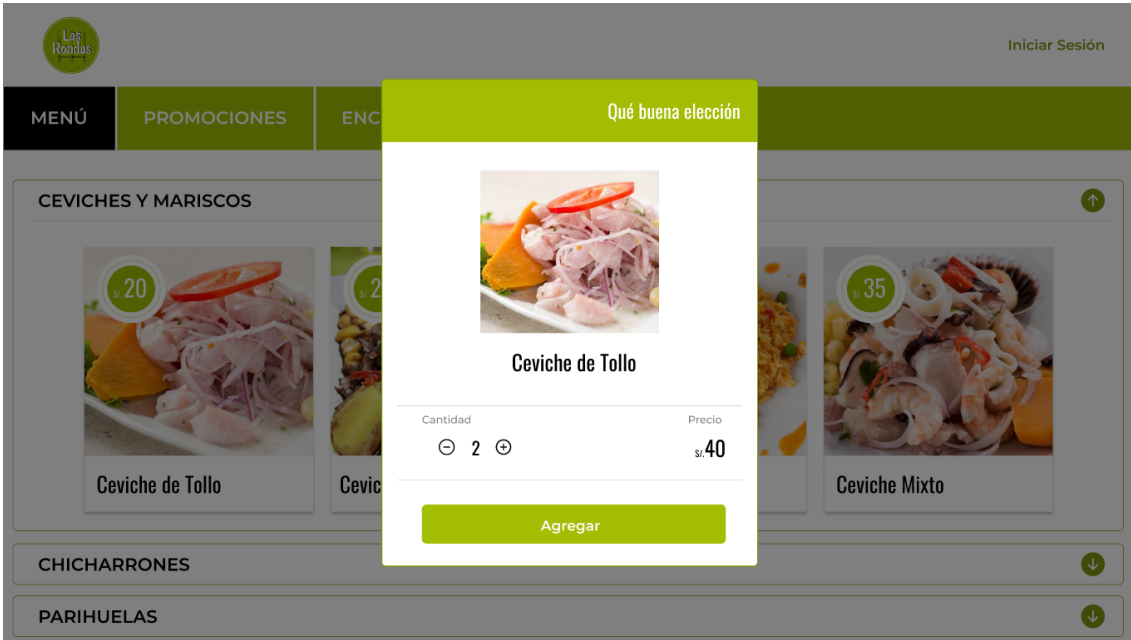 Las
Rondas
Iniciar Sesión
MENÚ
PROMOCIONES
ENC
Qué buena elección
CEVICHES Y MARISCOS
S/. 20
S/. 2
S/. 35
Ceviche de Tollo
Cantidad
Precio
2
S/.40
Ceviche de Tollo
Cevic
Ceviche Mixto
Agregar
CHICHARRONES
PARIHUELAS